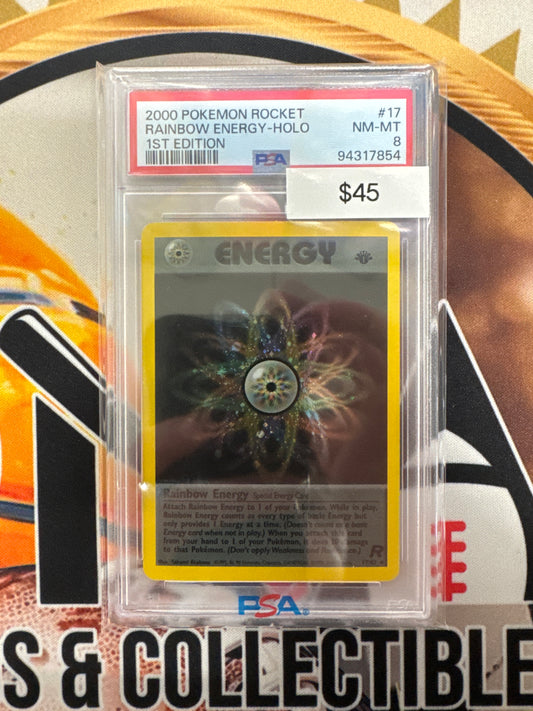 2000 POKEMON ROCKET #17
RAINBOW ENERGY-HOLO NM-MT
1ST EDITION PSA 8
94317854
$45
ENERGY
Rainbow Energy Special Energy Card
Attach Rainbow Energy to 1 of your Pokémon. While in play,
Rainbow Energy counts as every type of basic Energy but
only provides 1 Energy at a time. (Doesn't count as a basic
Energy card when not in play.) When you attach this card
from your hand to 1 of your Pokémon, it does 10 damage
to that Pokémon. (Don't apply Weakness and Resistance.)
R
PSA
S & COLLECTIBLE